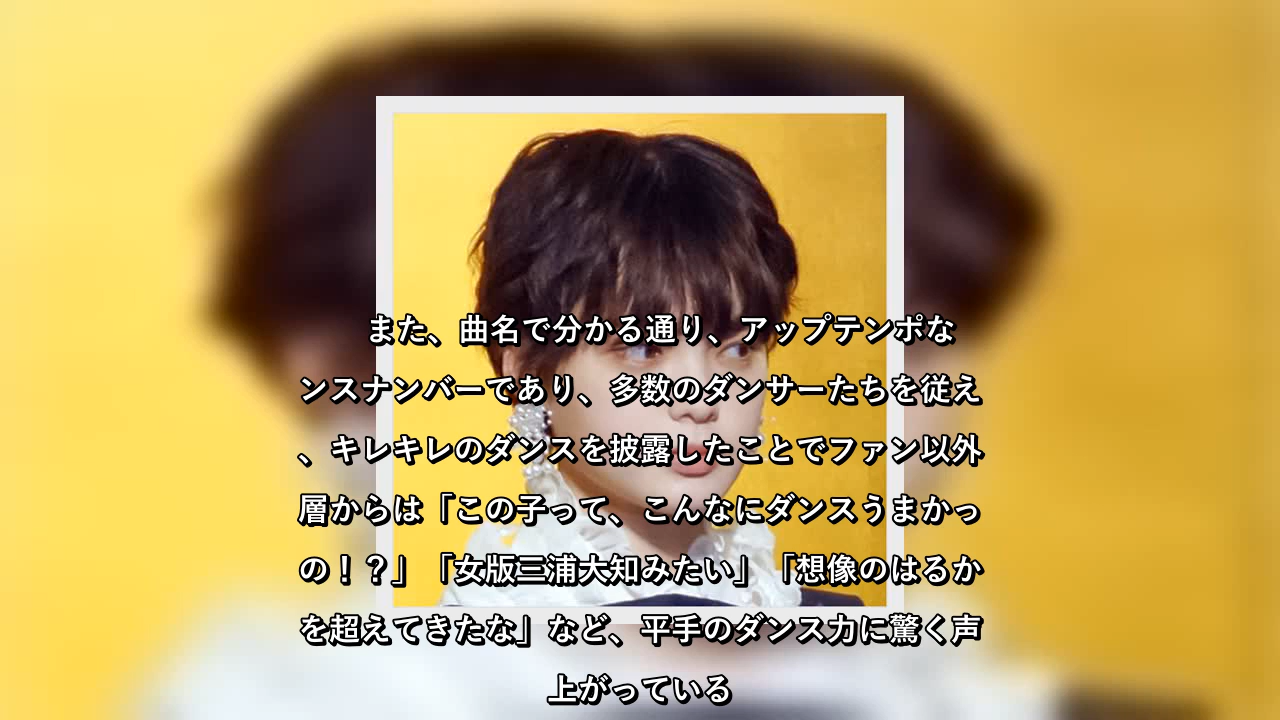 また、曲名で分かる通り、アップテンポな
ンスナンバーであり、多数のダンサーたちを従え
、キレキレのダンスを披露したことでファン以外
層からは「この子って、こんなにダンスうまかっ
の！？」「女版三浦大知みたい」「想像のはるか
を超えてきたな」など、平手のダンス力に驚く声
上がっている